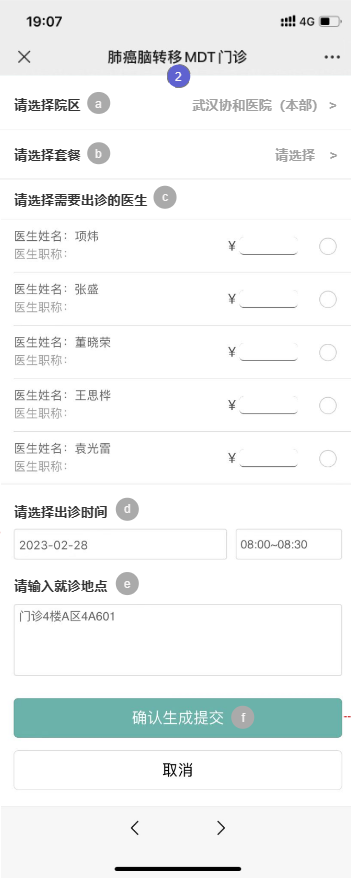 19:07 4G
肺癌脑转移MDT门诊
2
请选择院区 a 武汉协和医院（本部） >
请选择套餐 b 请选择 >
请选择需要出诊的医生 c
医生姓名：项炜
医生职称： ¥
医生姓名：张盛
医生职称： ¥
医生姓名：董晓荣
医生职称： ¥
医生姓名：王思桦
医生职称： ¥
医生姓名：袁光雷
医生职称： ¥
请选择出诊时间 d
2023-02-28 08:00~08:30
请输入就诊地点 e
门诊4楼A区4A601
确认生成提交 f
取消